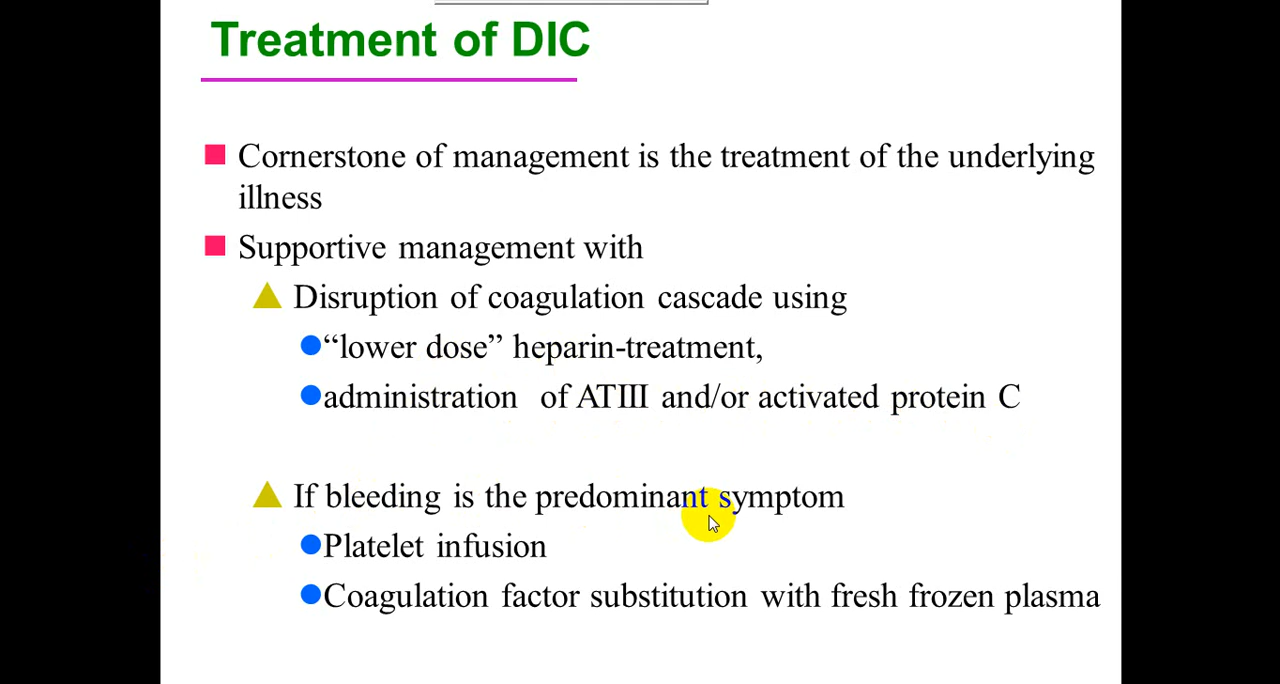 Treatment of DIC
Cornerstone of management is the treatment of the underlying
illness
Supportive management with
Disruption of coagulation cascade using
“lower dose” heparin-treatment,
administration of ATIII and/or activated protein C
If bleeding is the predominant symptom
Platelet infusion
Coagulation factor substitution with fresh frozen plasma